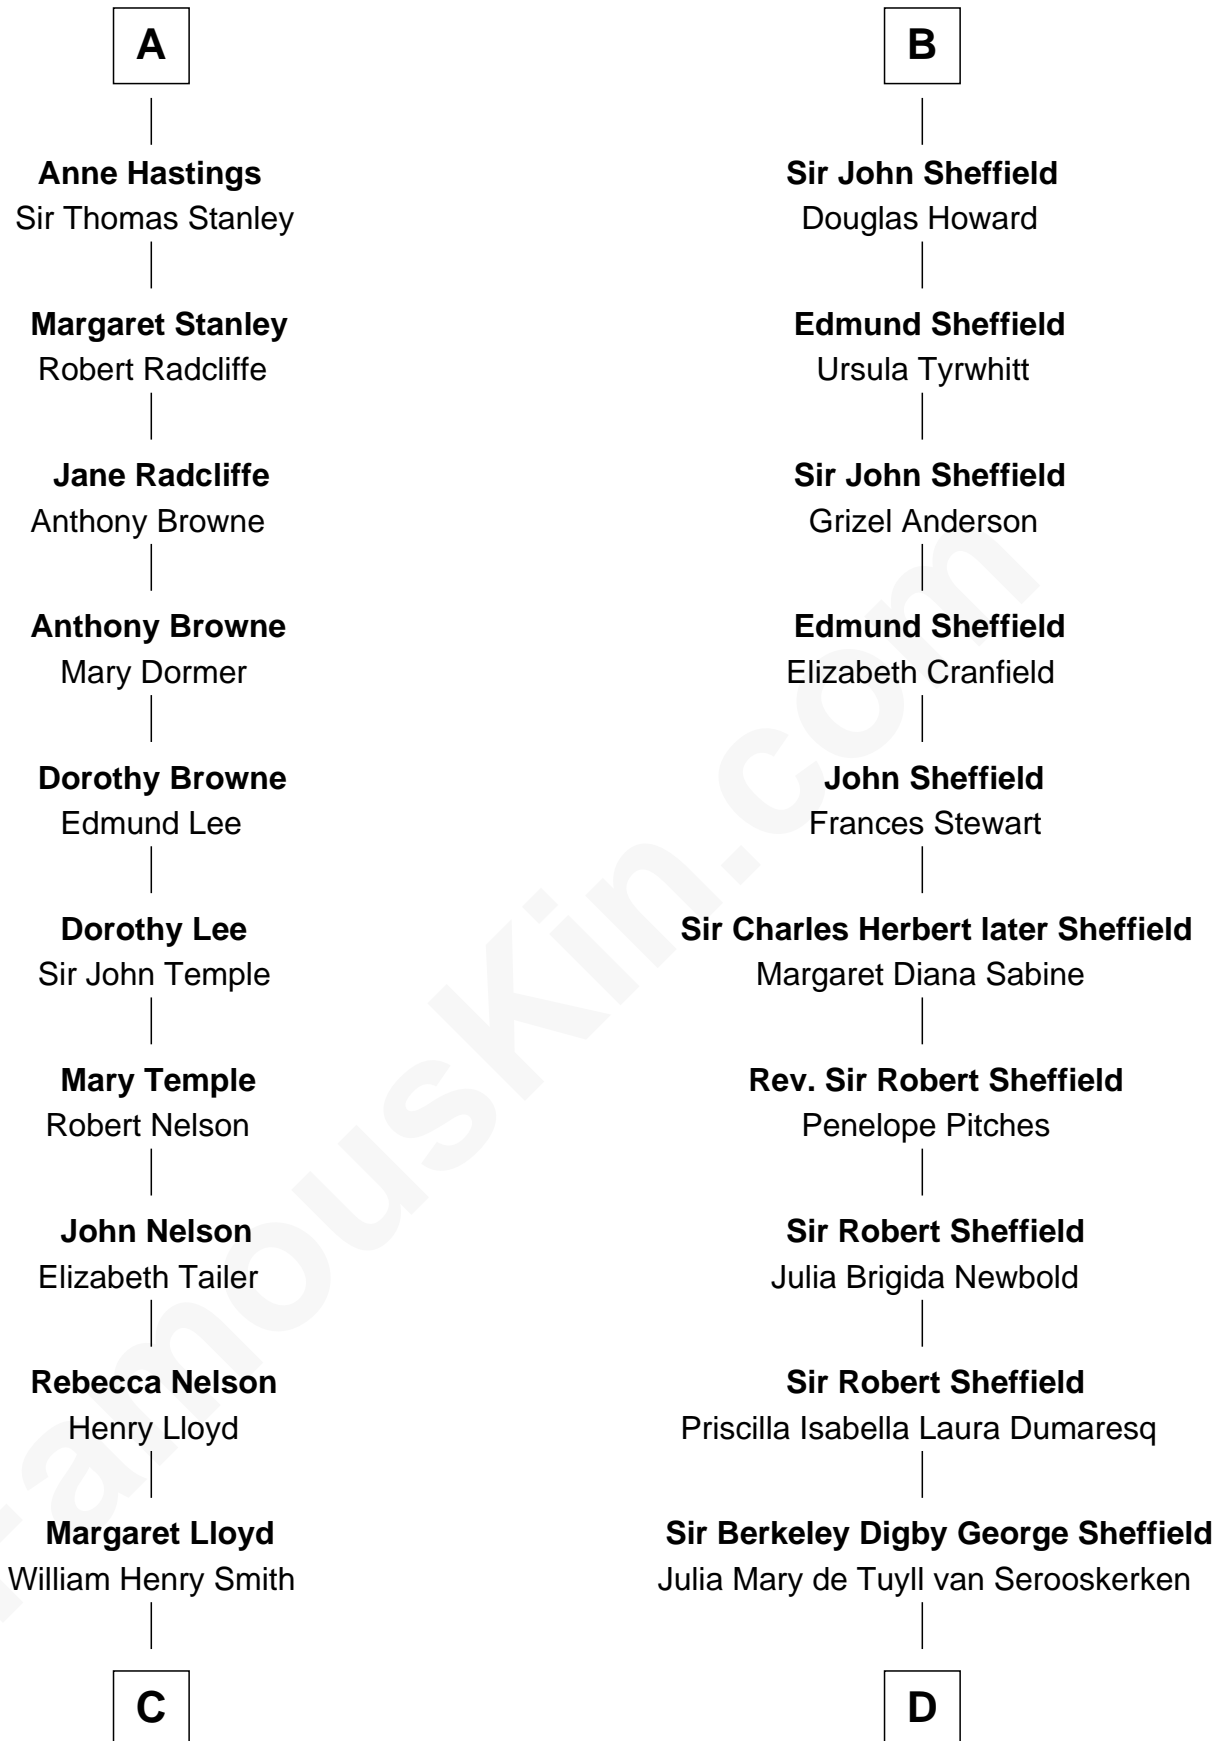 A
Anne Hastings
Sir Thomas Stanley
Margaret Stanley
Robert Radcliffe
Jane Radcliffe
Anthony Browne
Anthony Browne
Mary Dormer
Dorothy Browne
Edmund Lee
Dorothy Lee
Sir John Temple
Mary Temple
Robert Nelson
John Nelson
Elizabeth Tailer
Rebecca Nelson
Henry Lloyd
Margaret Lloyd
William Henry Smith
C
B
Sir John Sheffield
Douglas Howard
Edmund Sheffield
Ursula Tyrwhitt
Sir John Sheffield
Grizel Anderson
Edmund Sheffield
Elizabeth Cranfield
John Sheffield
Frances Stewart
Sir Charles Herbert later Sheffield
Margaret Diana Sabine
Rev. Sir Robert Sheffield
Penelope Pitches
Sir Robert Sheffield
Julia Brigida Newbold
Sir Robert Sheffield
Priscilla Isabella Laura Dumaresq
Sir Berkeley Digby George Sheffield
Julia Mary de Tuyll van Serooskerken
D
FamousKin.com